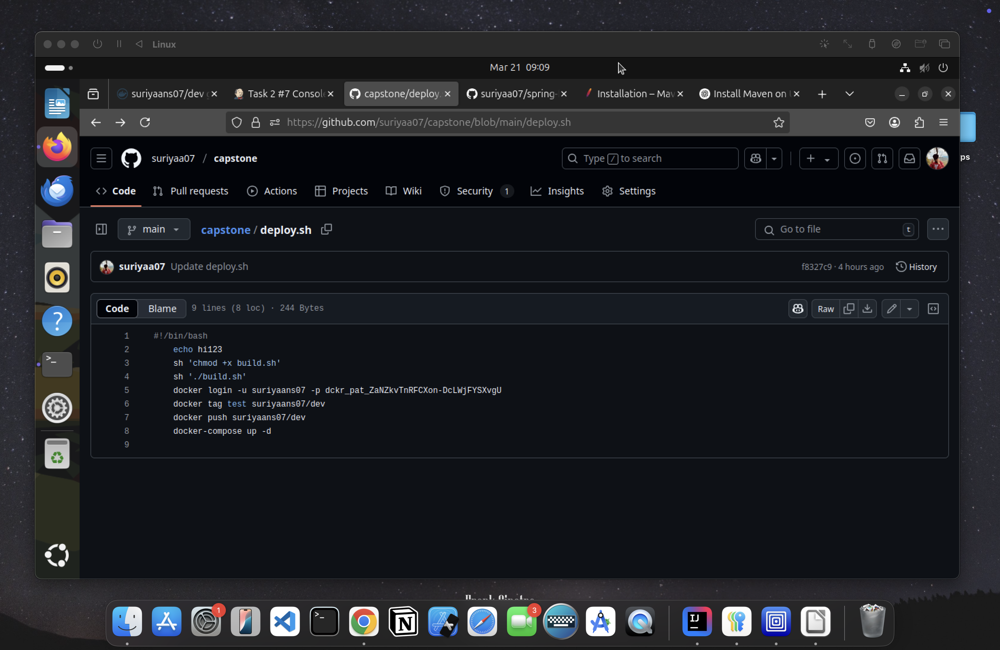 Linux
Mar 21 09:09
suriyaans07/dev
Task 2 #7 Console
capstone/deploy.
suriyaa07/spring-
Installation – Mav
Install Maven on
https://github.com/suriyaa07/capstone/blob/main/deploy.sh
suriyaa07 / capstone
Type / to search
ps
Code
Pull requests
Actions
Projects
Wiki
Security 1
Insights
Settings
main
capstone / deploy.sh
Go to file
t
suriyaa07 Update deploy.sh
f8327c9 · 4 hours ago
History
Code
Blame
9 lines (8 loc) · 244 Bytes
Raw
1 #!/bin/bash
2 echo hi123
3 sh 'chmod +x build.sh'
4 sh './build.sh'
5 docker login -u suriyaans07 -p dckr_pat_ZaNZkvTnRFCXon-DcLWjFYSXvgU
6 docker tag test suriyaans07/dev
7 docker push suriyaans07/dev
8 docker-compose up -d
9
1
3
N
IJ